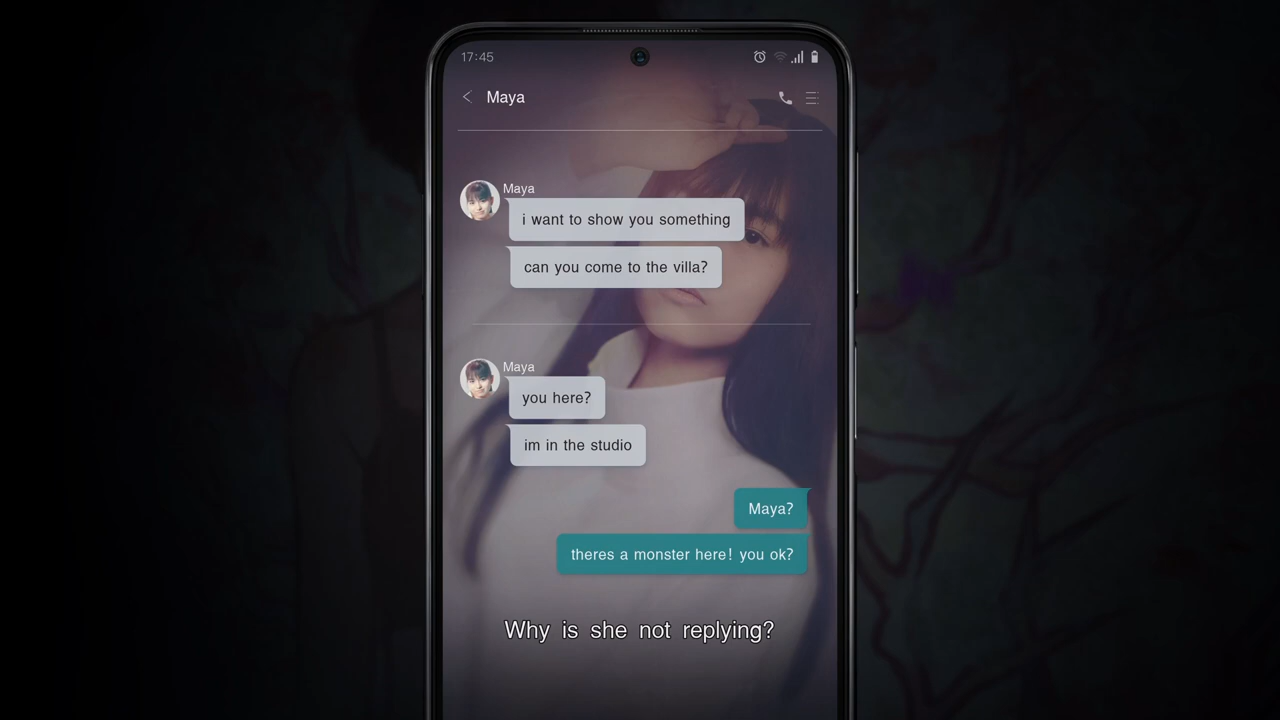 17:45
Maya
Maya
i want to show you something
can you come to the villa?
Maya
you here?
im in the studio
Maya?
theres a monster here! you ok?
Why is she not replying?